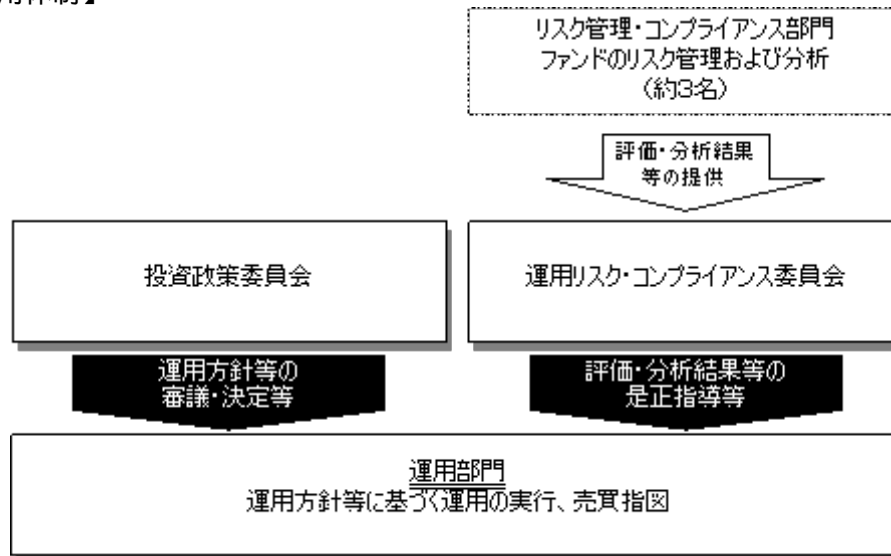 リスク管理・コンプライアンス部門
ファンドのリスク管理および分析
（約3名）
評価・分析結果
等の提供
投資政策委員会
運用リスク・コンプライアンス委員会
運用方針等の
審議・決定等
評価・分析結果等の
是正指導等
運用部門
運用方針等に基づく運用の実行、売買指図